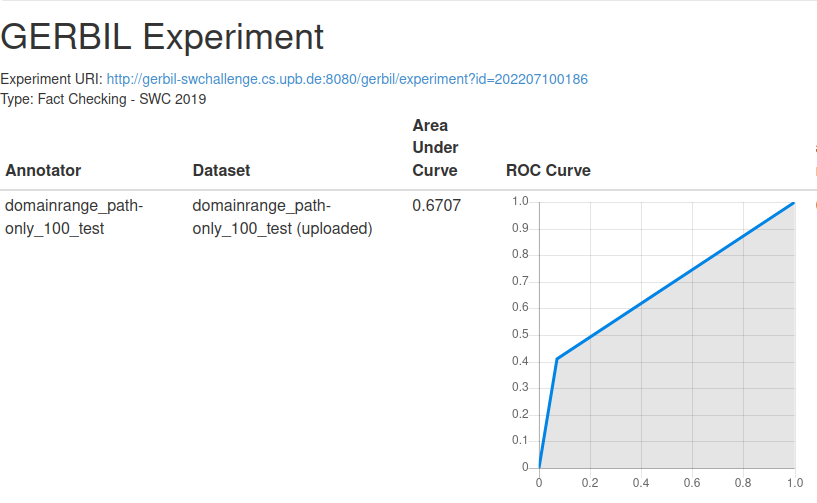 GERBIL Experiment
Experiment URI: http://gerbil-swchallenge.cs.upb.de:8080/gerbil/experiment?id=202207100186
Type: Fact Checking - SWC 2019
Annotator Dataset Area Under Curve ROC Curve
domainrange_path-
only_100_test
domainrange_path-
only_100_test (uploaded)
0.6707
1.0
0.9
0.8
0.7
0.6
0.5
0.4
0.3
0.2
0.1
0
0 0.2 0.4 0.6 0.8 1.0